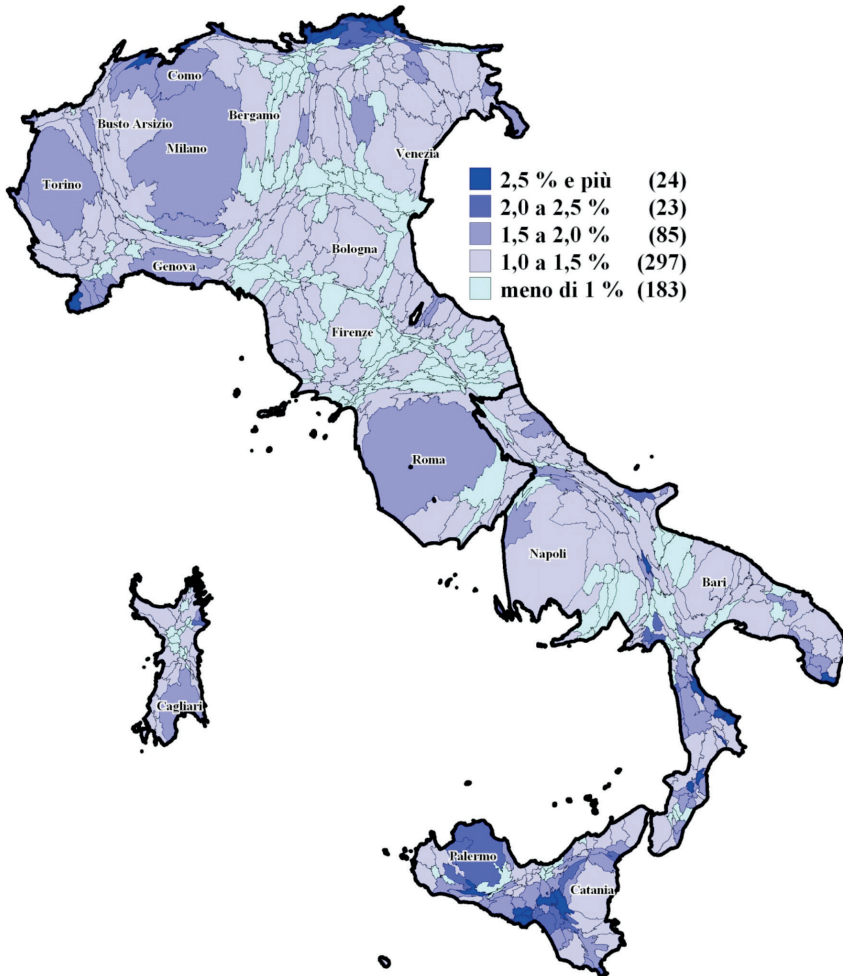 Como
Busto Arsizio
Bergamo
Milano
Venezia
Torino
2,5 % e più (24)
2,0 a 2,5 % (23)
1,5 a 2,0 % (85)
1,0 a 1,5 % (297)
meno di 1 % (183)
Bologna
Genova
Firenze
Roma
Napoli
Bari
Cagliari
Palermo
Catania